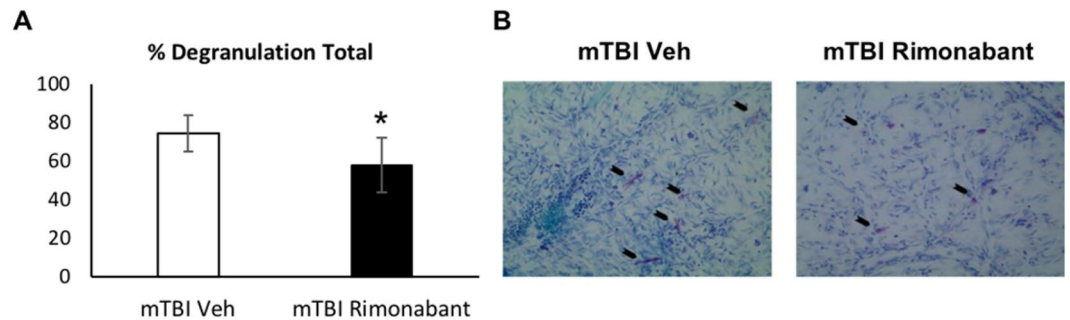 A
% Degranulation Total
100
80
60
40
20
0
*
mTBI Veh
mTBI Rimonabant
B
mTBI Veh
mTBI Rimonabant